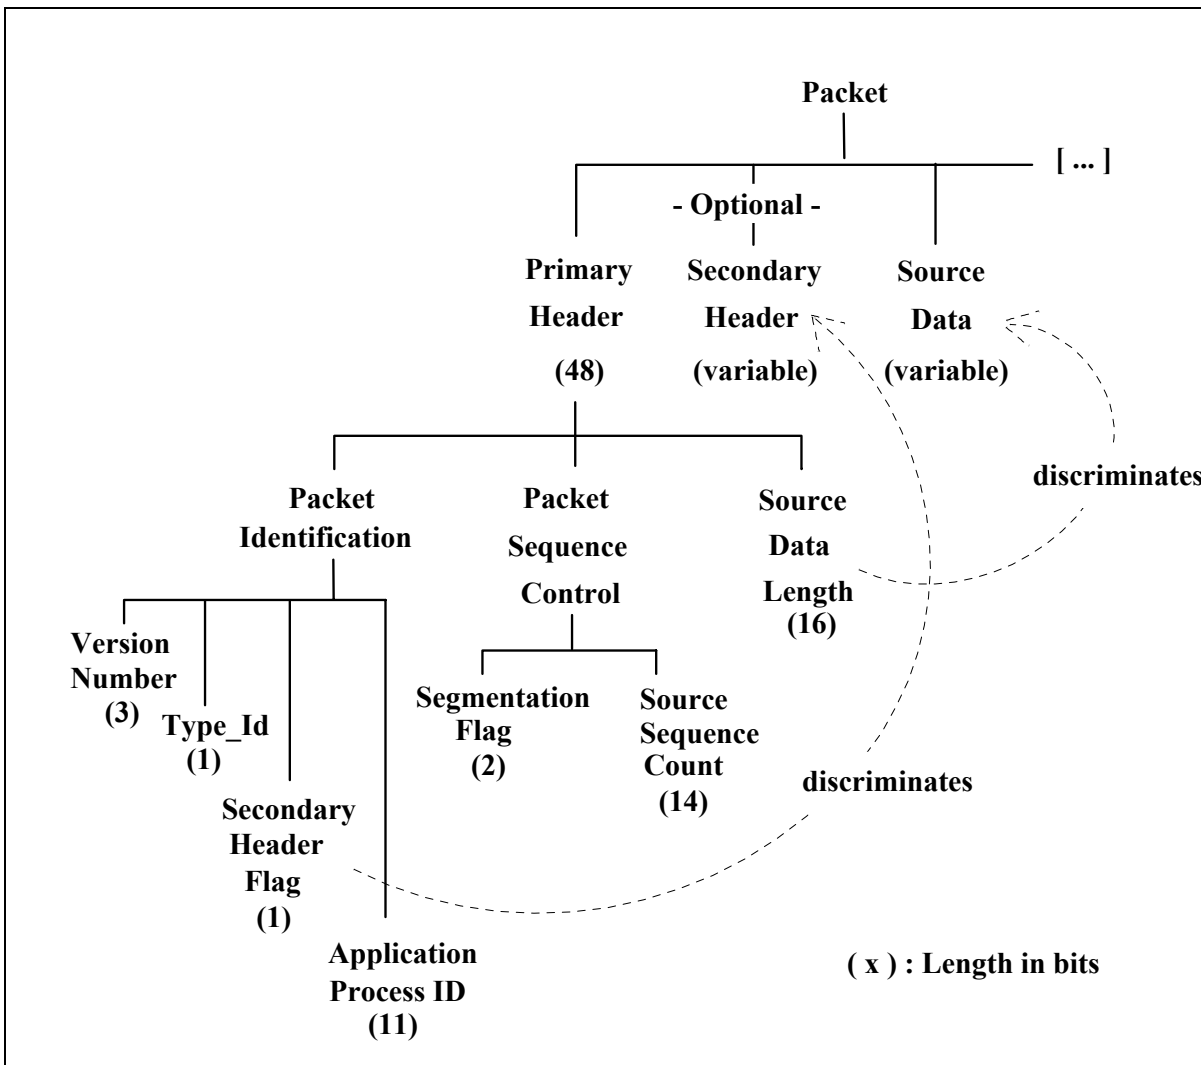 Packet
[ ... ]
- Optional -
Primary
Header
(48)
Secondary
Header
(variable)
Source
Data
(variable)
discriminates
Packet
Identification
Packet
Sequence
Control
Source
Data
Length
(16)
Version
Number
(3)
Type_Id
(1)
Secondary
Header
Flag
(1)
Application
Process ID
(11)
Segmentation
Flag
(2)
Source
Sequence
Count
(14)
discriminates
( x ) : Length in bits